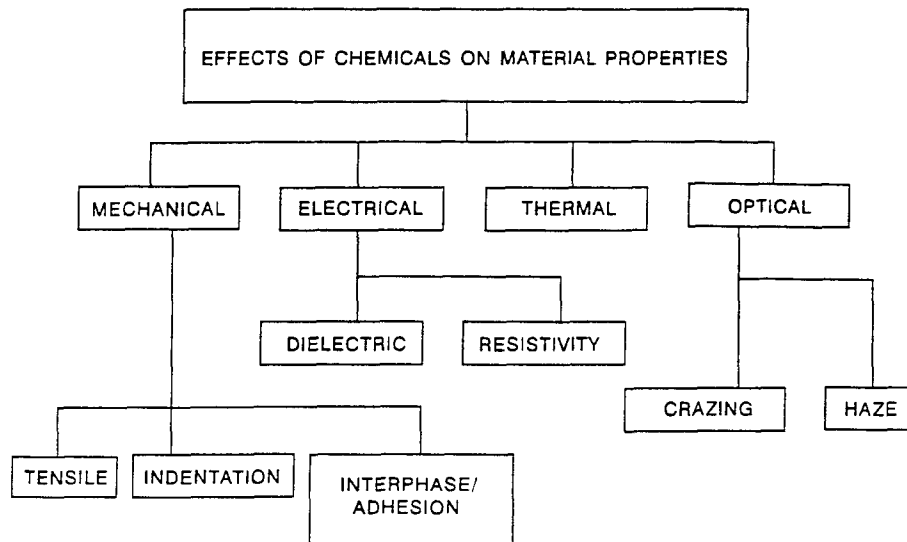 EFFECTS OF CHEMICALS ON MATERIAL PROPERTIES
MECHANICAL
ELECTRICAL
THERMAL
OPTICAL
DIELECTRIC
RESISTIVITY
CRAZING
HAZE
TENSILE
INDENTATION
INTERPHASE/
ADHESION